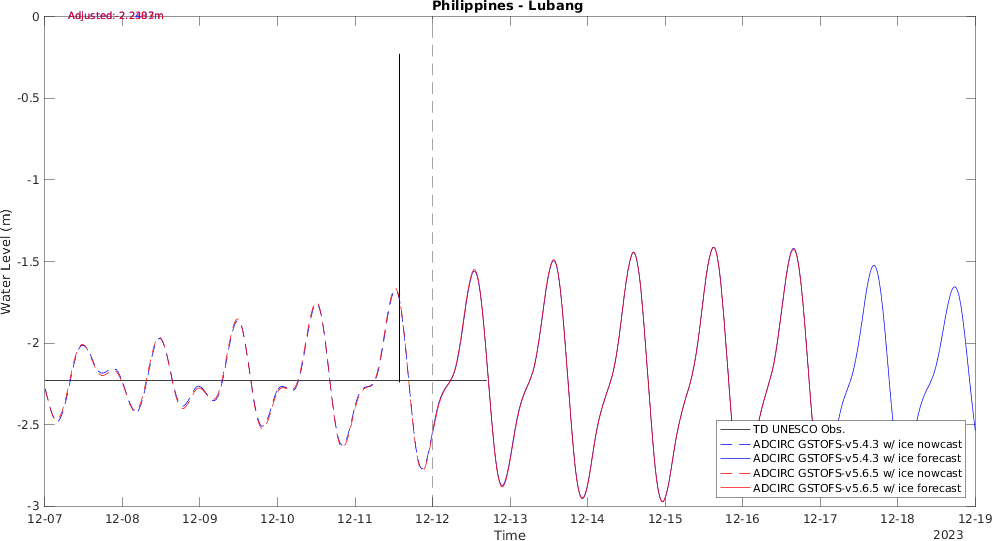 Philippines - Lubang
Adjusted:
Water Level (m)
0
-0.5
-1
-1.5
-2
-2.5
-3
TD UNESCO Obs.
ADCIRC GSTOFS-v5.4.3 w/ ice nowcast
ADCIRC GSTOFS-v5.4.3 w/ ice forecast
ADCIRC GSTOFS-v5.6.5 w/ ice nowcast
ADCIRC GSTOFS-v5.6.5 w/ ice forecast
12-07 12-08 12-09 12-10 12-11 12-12 12-13 12-14 12-15 12-16 12-17 12-18 12-19
Time
2023